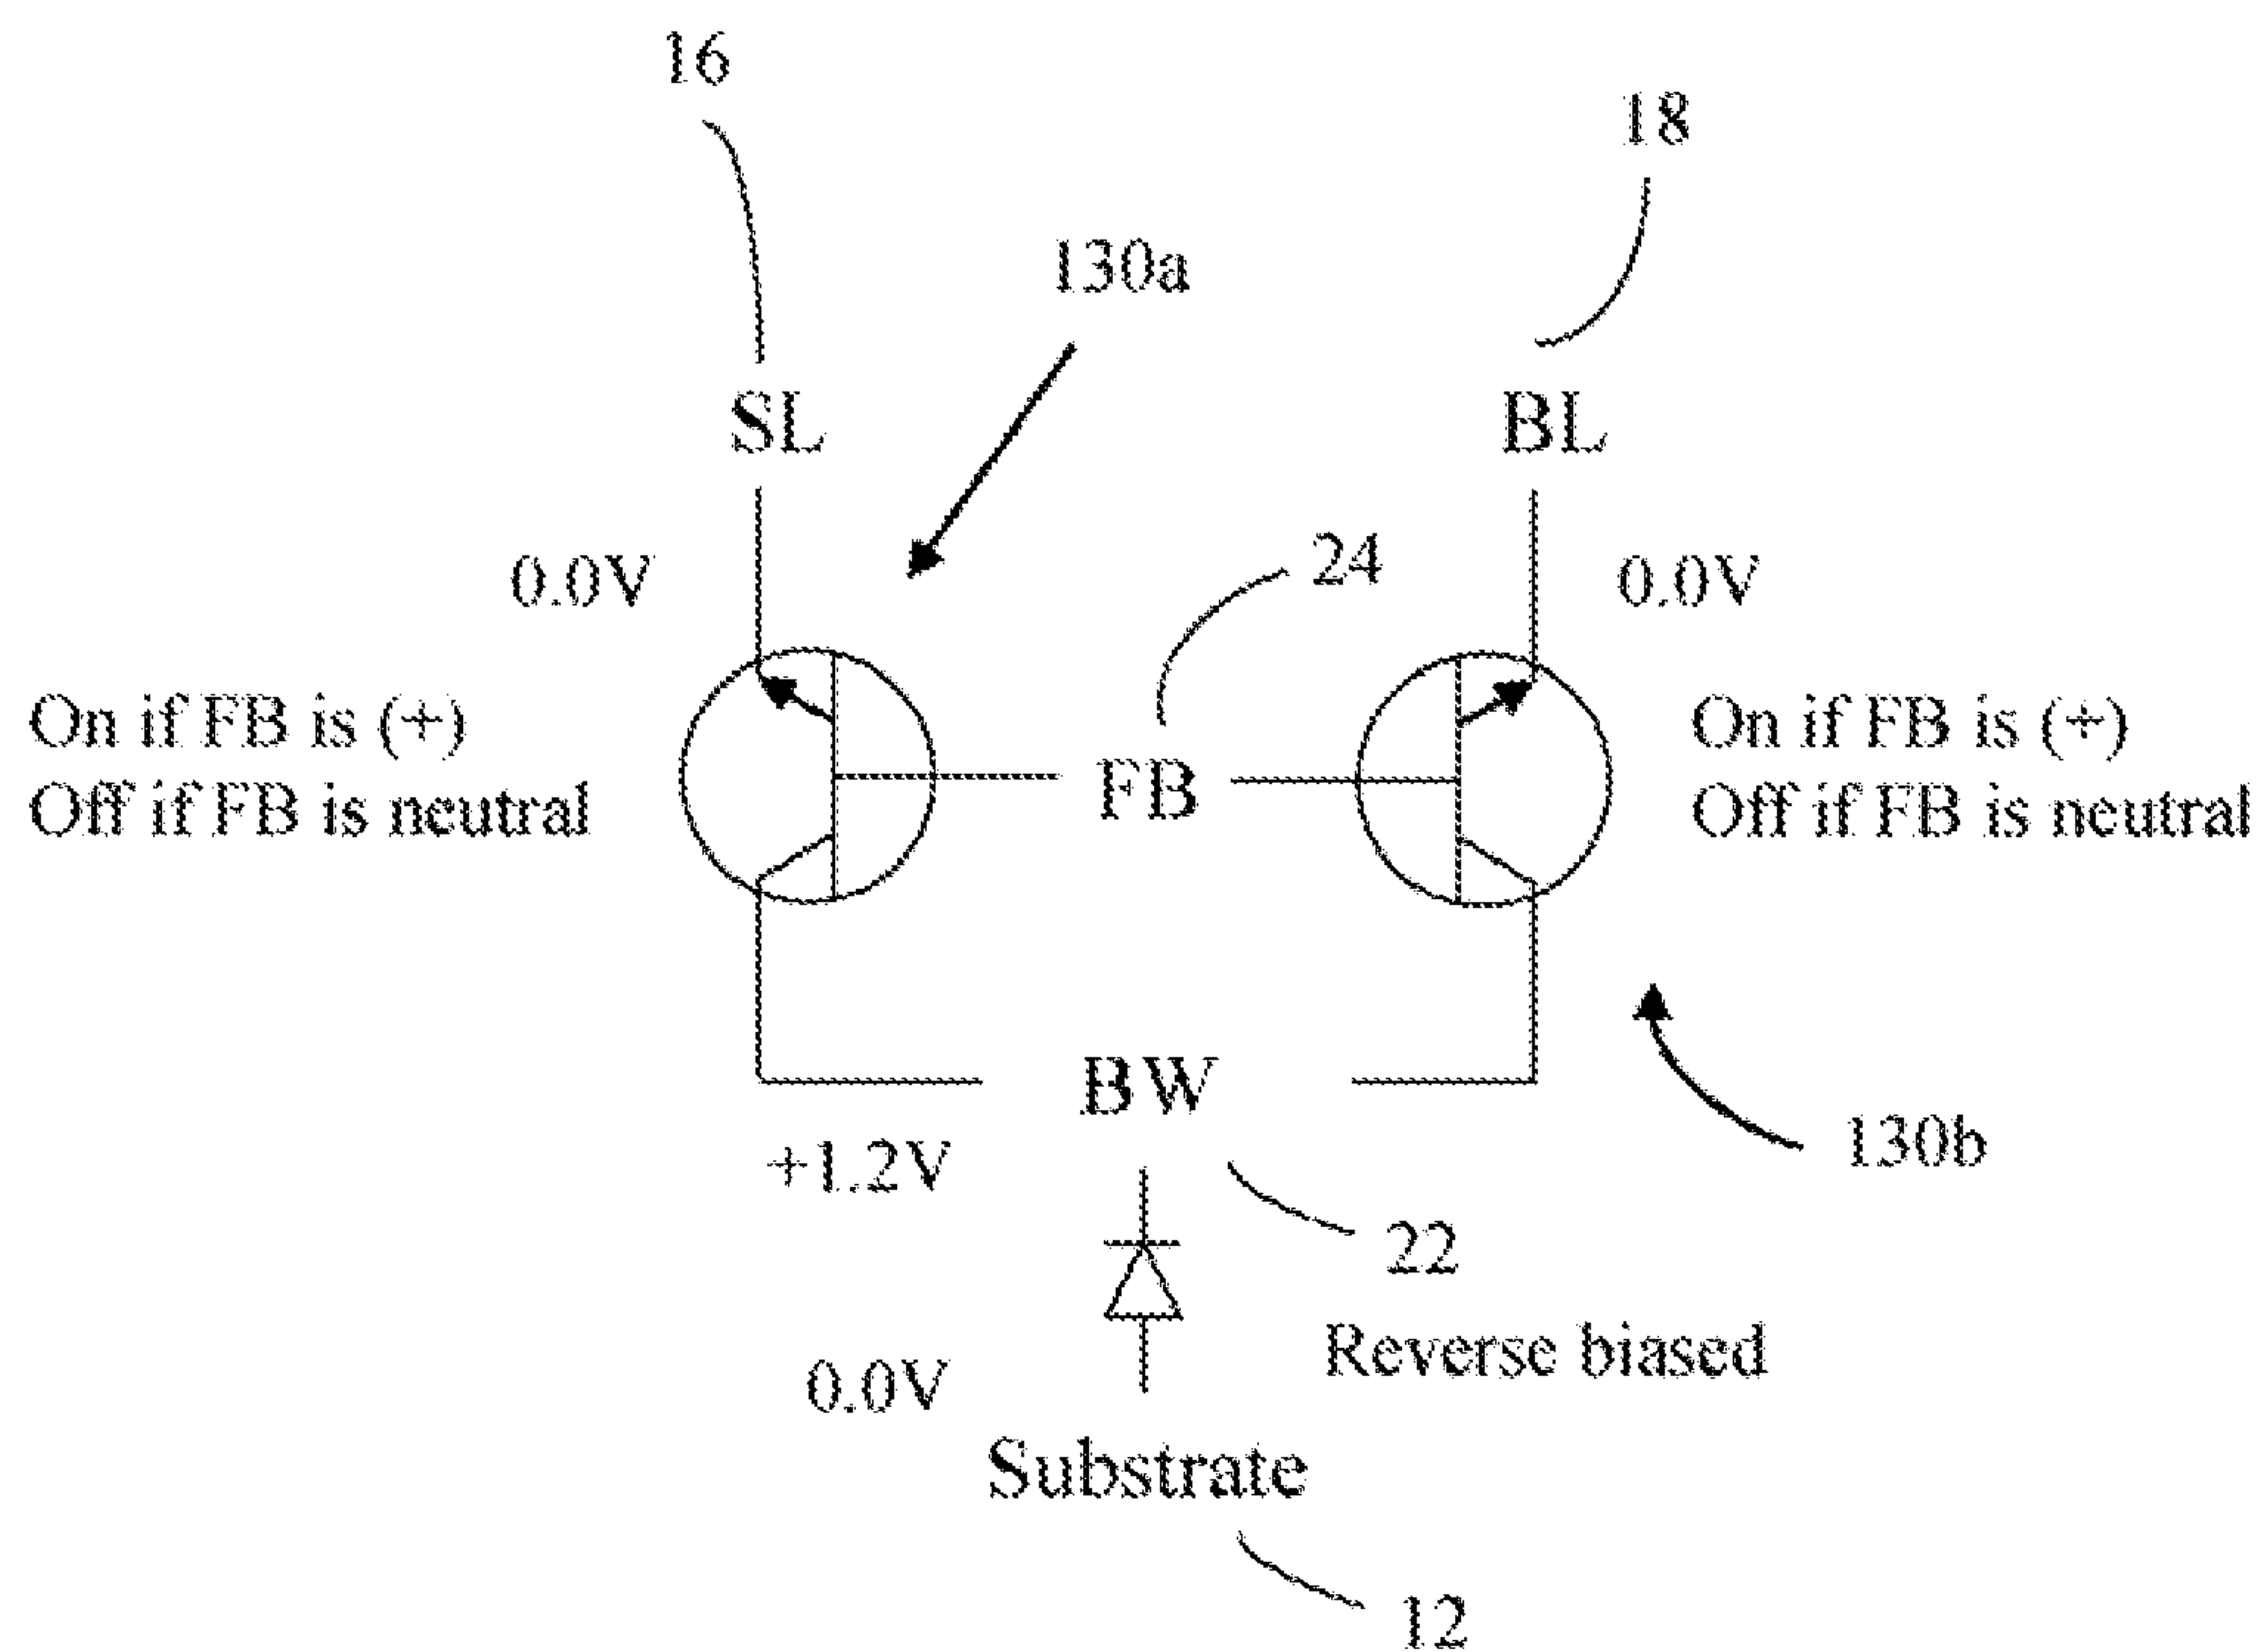 16
18
130a
SL
BL
0.0V
24
0.0V
On if FB is (+)
Off if FB is neutral
FB
On if FB is (+)
Off if FB is neutral
BW
+1.2V
130b
22
Reverse biased
0.0V
Substrate
12